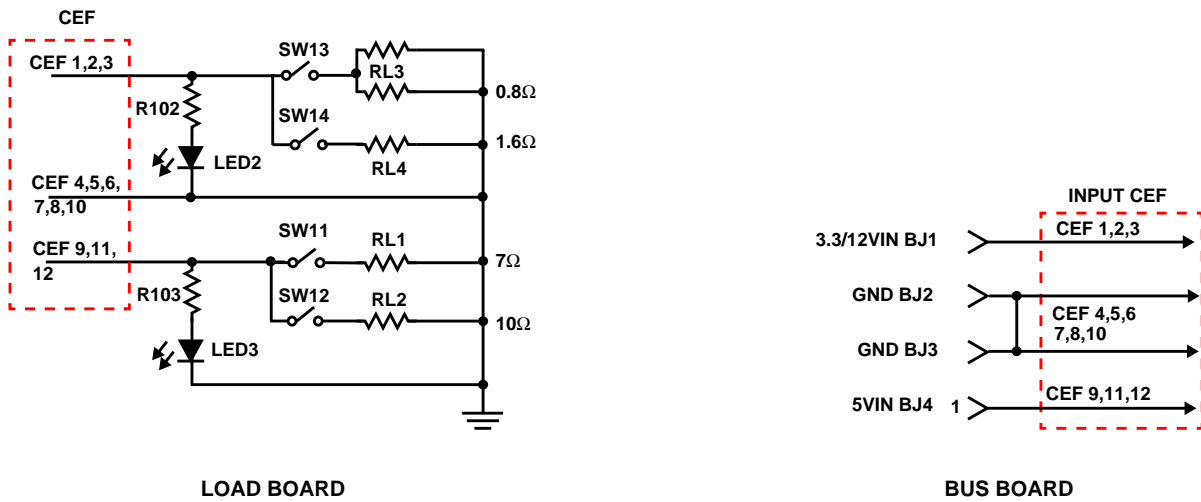 CEF
CEF 1,2,3
SW13
RL3
0.8Ω
R102
SW14
1.6Ω
RL4
LED2
CEF 4,5,6,
7,8,10
SW11
RL1
CEF 9,11,
12
7Ω
R103
SW12
RL2
10Ω
LED3
LOAD BOARD
INPUT CEF
3.3/12VIN BJ1
CEF 1,2,3
GND BJ2
CEF 4,5,6
7,8,10
GND BJ3
5VIN BJ4 1
CEF 9,11,12
BUS BOARD